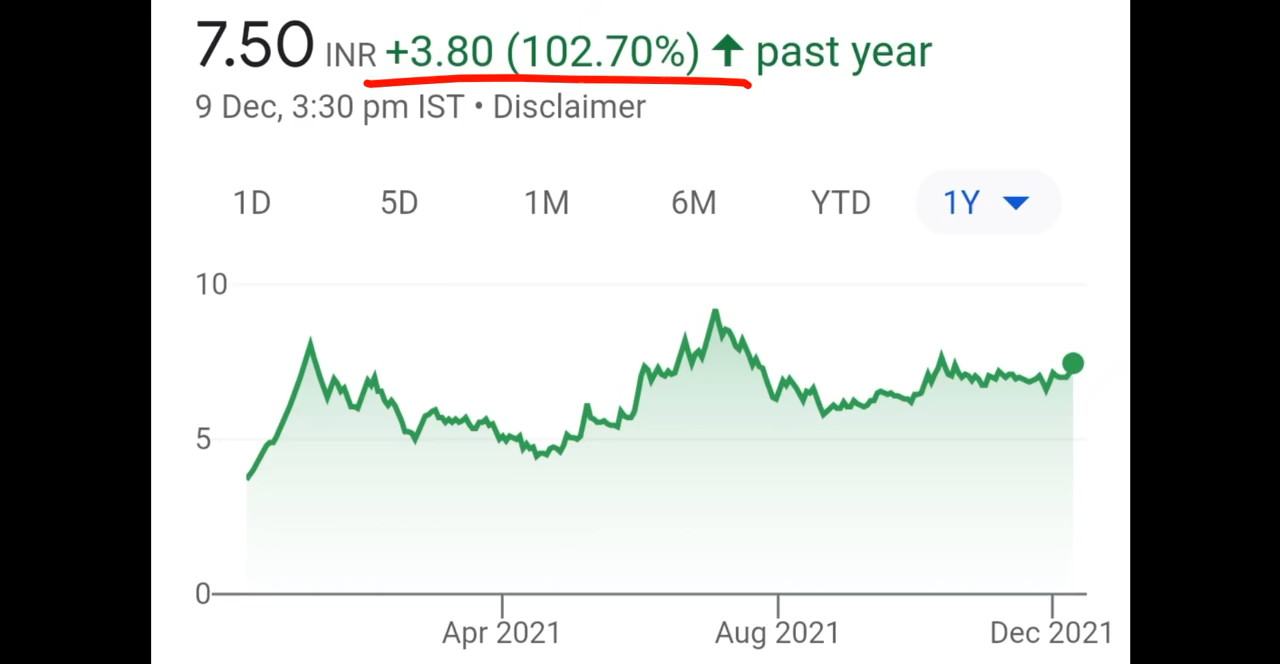 7.50 INR +3.80 (102.70%) ↑ past year
9 Dec, 3:30 pm IST • Disclaimer
1D 5D 1M 6M YTD 1Y
10
5
0
Apr 2021 Aug 2021 Dec 2021